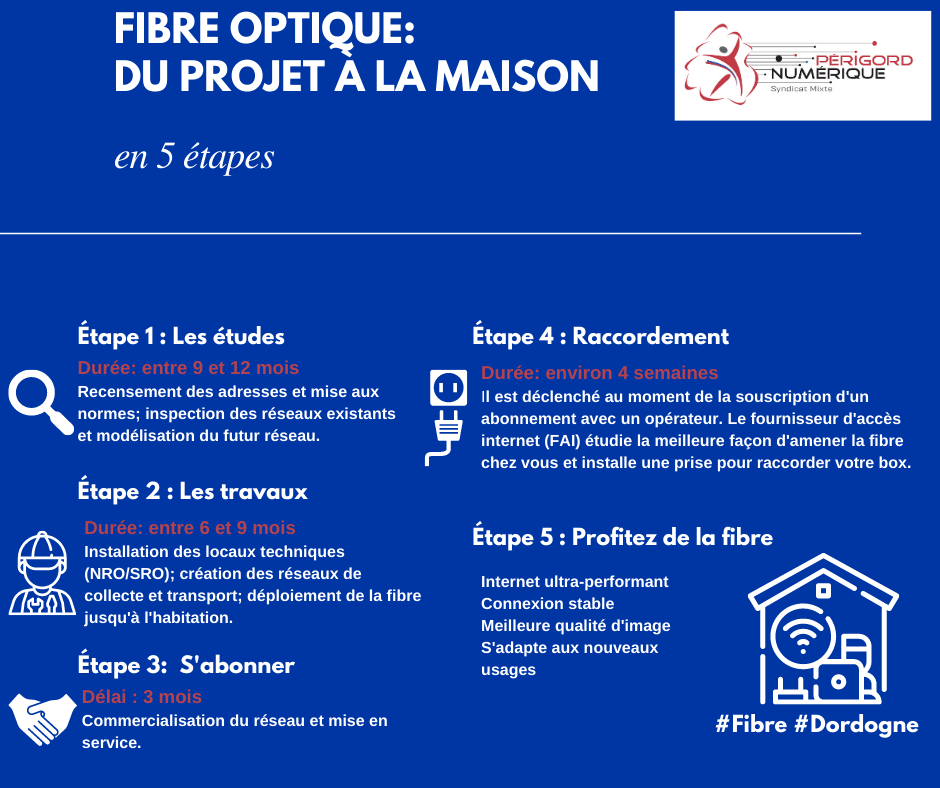 FIBRE OPTIQUE:
DU PROJET À LA MAISON
en 5 étapes
PÉRIGORD
NUMÉRIQUE
Syndicat Mixte
Étape 1 : Les études
Durée: entre 9 et 12 mois
Recensement des adresses et mise aux
normes; inspection des réseaux existants
et modélisation du futur réseau.
Étape 2 : Les travaux
Durée: entre 6 et 9 mois
Installation des locaux techniques
(NRO/SRO); création des réseaux de
collecte et transport; déploiement de la fibre
jusqu'à l'habitation.
Étape 3:  S'abonner
Délai : 3 mois
Commercialisation du réseau et mise en
service.
Étape 4 : Raccordement
Durée: environ 4 semaines
Il est déclenché au moment de la souscription d'un
abonnement avec un opérateur. Le fournisseur d'accès
internet (FAI) étudie la meilleure façon d'amener la fibre
chez vous et installe une prise pour raccorder votre box.
Étape 5 : Profitez de la fibre
Internet ultra-performant
Connexion stable
Meilleure qualité d'image
S'adapte aux nouveaux
usages
#Fibre #Dordogne